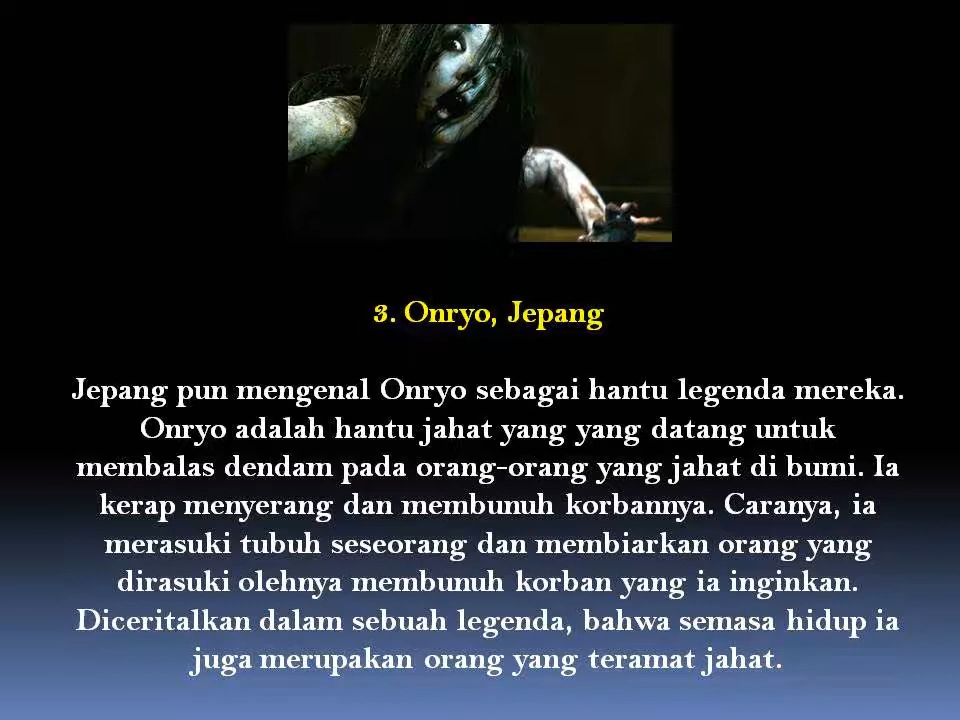 3. Onryo, Jepang
Jepang pun mengenal Onryo sebagai hantu legenda mereka.
Onryo adalah hantu jahat yang yang datang untuk
membalas dendam pada orang-orang yang jahat di bumi. Ia
kerap menyerang dan membunuh korbannya. Caranya, ia
merasuki tubuh seseorang dan membiarkan orang yang
dirasuki olehnya membunuh korban yang ia inginkan.
Diceritalkan dalam sebuah legenda, bahwa semasa hidup ia
juga merupakan orang yang teramat jahat.